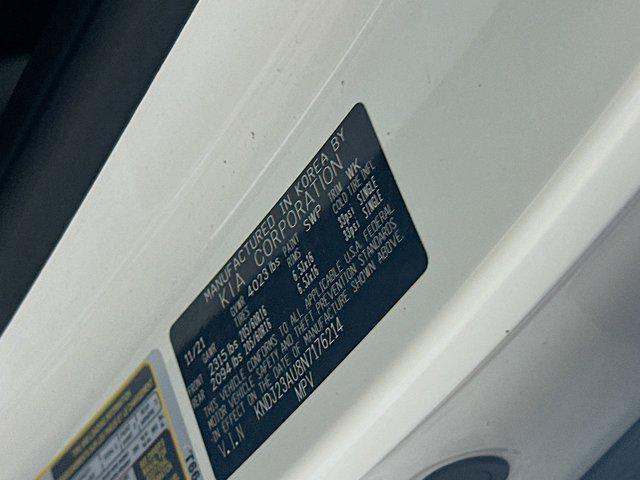 MANUFACTURED IN KOREA BY
KIA CORPORATION
11/21 GVWR 4023 lbs PAINT SWP TRIM WK
GAWR TIRES RIMS COLD TIRE INFL
FRONT 2315 lbs 205/60R16 6.5JX16 33psi SINGLE
REAR 2094 lbs 205/60R16 6.5JX16 33psi SINGLE
THIS VEHICLE CONFORMS TO ALL APPLICABLE U.S.A. FEDERAL
MOTOR VEHICLE SAFETY AND THEFT PREVENTION STANDARDS
IN EFFECT ON THE DATE OF MANUFACTURE SHOWN ABOVE.
V.I.N KNDJ23AU8N7176214
MPV